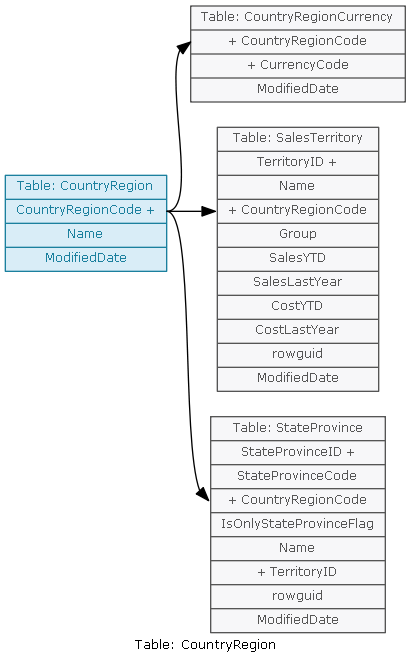 Table: CountryRegionCurrency
+ CountryRegionCode
+ CurrencyCode
ModifiedDate
Table: SalesTerritory
TerritoryID +
Name
+ CountryRegionCode
Group
SalesYTD
SalesLastYear
CostYTD
CostLastYear
rowguid
ModifiedDate
Table: CountryRegion
CountryRegionCode +
Name
ModifiedDate
Table: StateProvince
StateProvinceID +
StateProvinceCode
+ CountryRegionCode
IsOnlyStateProvinceFlag
Name
+ TerritoryID
rowguid
ModifiedDate
Table: CountryRegion